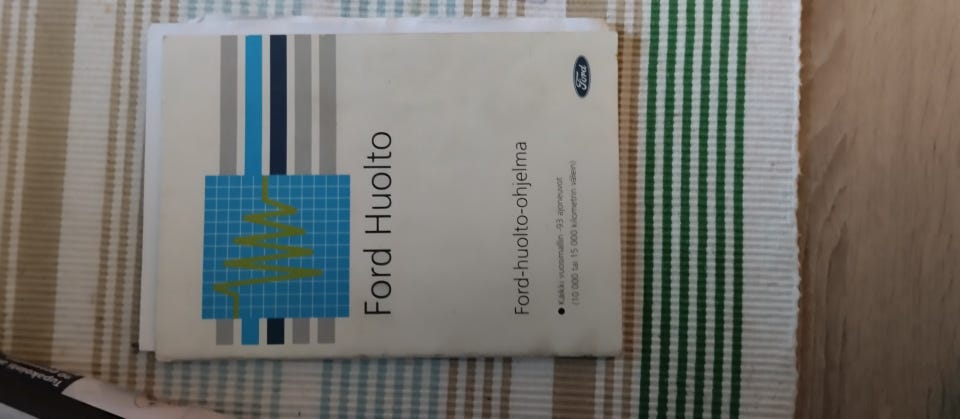 Ford Huolto
Ford-huolto-ohjelma
● Kaikki vuosimallin -93 ajoneuvot
(10 000 tai 15 000 kilometrin välein)
Ford